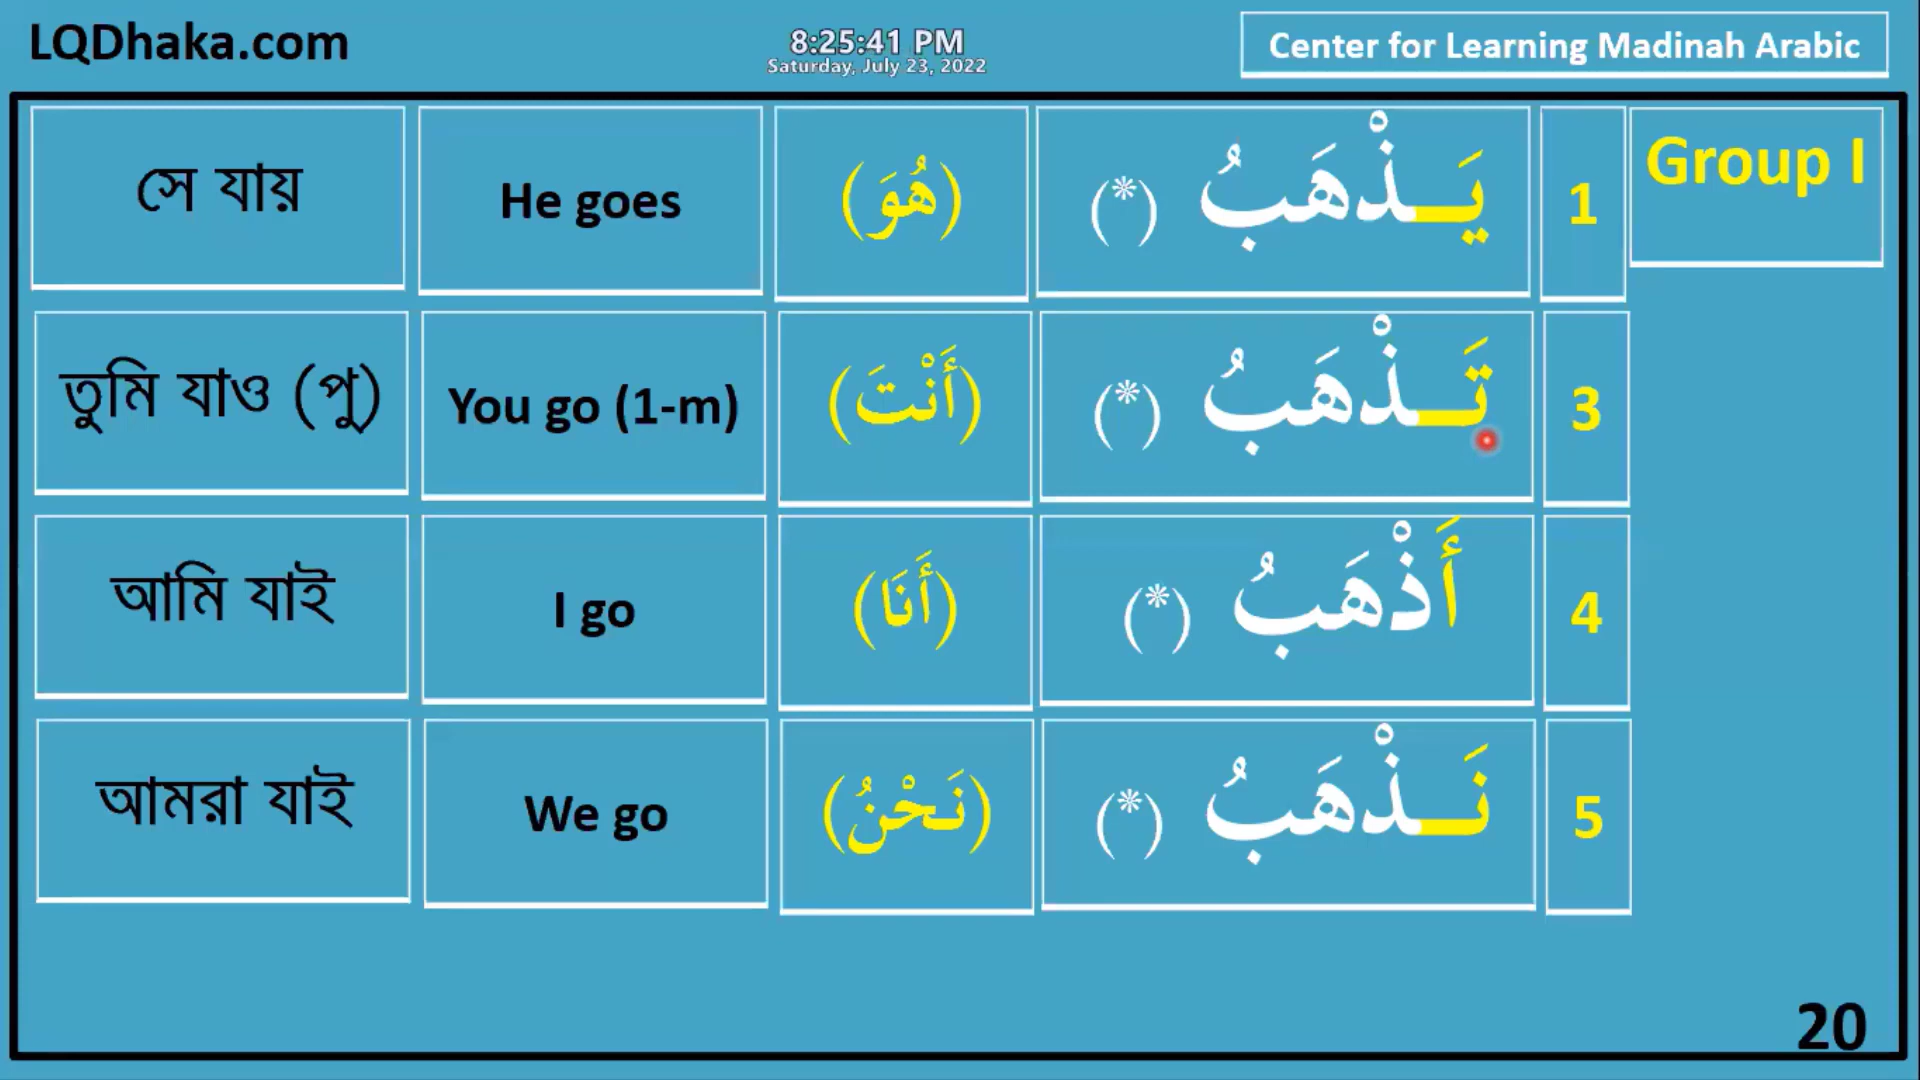 LQDhaka.com
8:25:41 PM
Saturday, July 23, 2022
Center for Learning Madinah Arabic
Group I
1 يَـذْهَبُ (*) (هُوَ) He goes সে যায়
3 تَـذْهَبُ (*) (أَنْتَ) You go (1-m) তুমি যাও (পু)
4 أَذْهَبُ (*) (أَنَا) I go আমি যাই
5 نَـذْهَبُ (*) (نَحْنُ) We go আমরা যাই
20